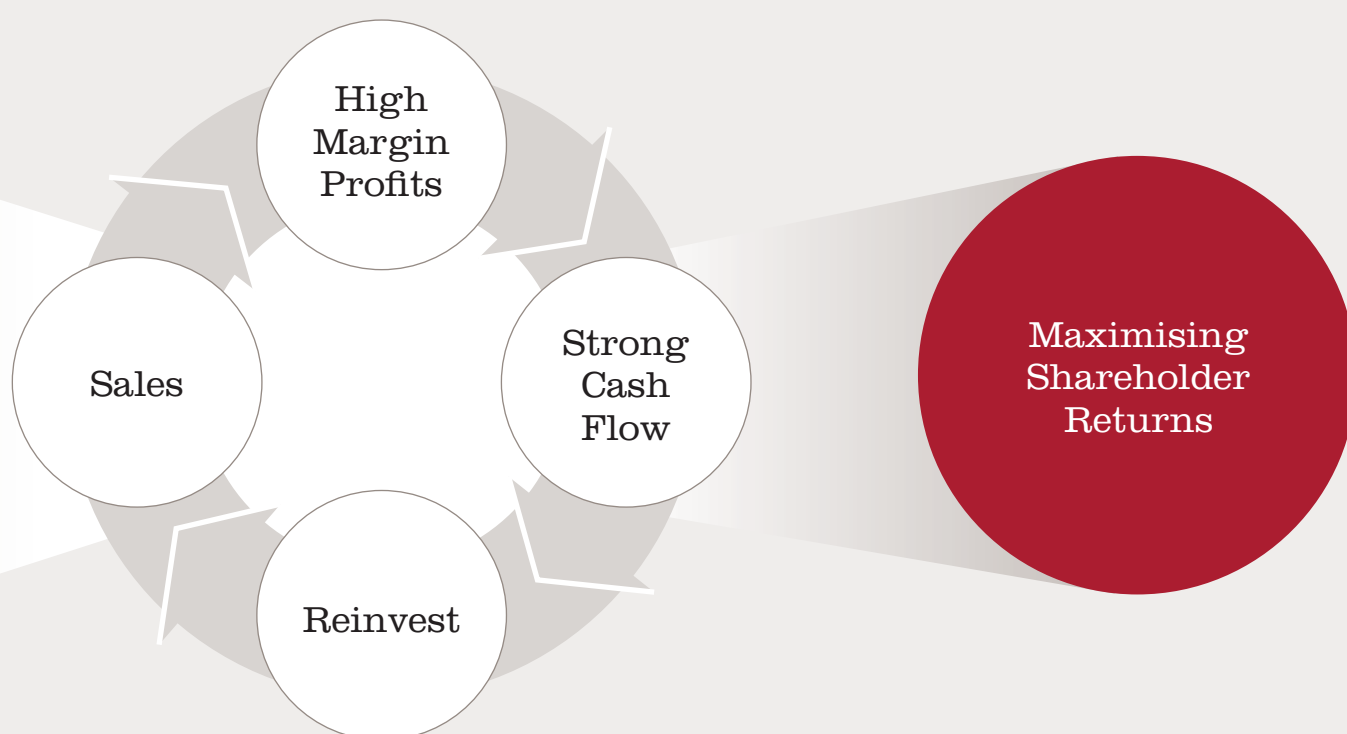 High
Margin
Profits
Sales
Strong
Cash
Flow
Reinvest
Maximising
Shareholder
Returns